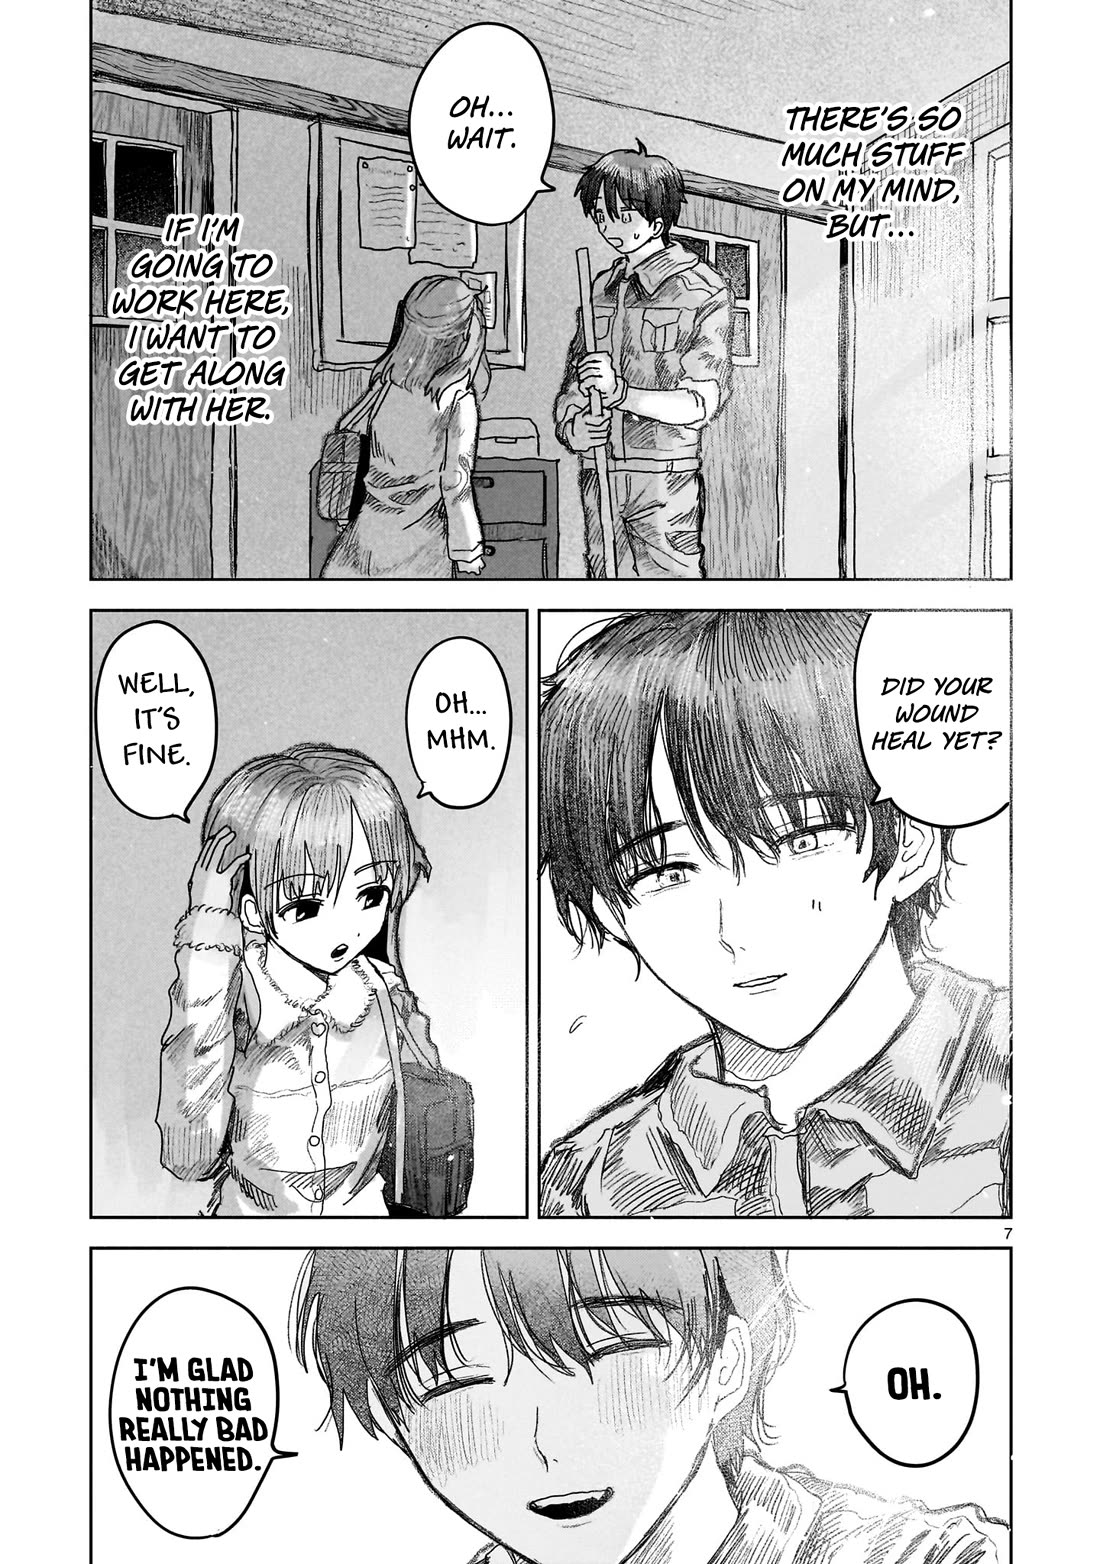 THERE'S SO
MUCH STUFF
ON MY MIND,
BUT...
OH...
WAIT.
IF I'M
GOING TO
WORK HERE,
I WANT TO
GET ALONG
WITH HER.
DID YOUR
WOUND
HEAL YET?
OH...
MHM.
WELL,
IT'S
FINE.
7
OH.
I'M GLAD
NOTHING
REALLY BAD
HAPPENED.